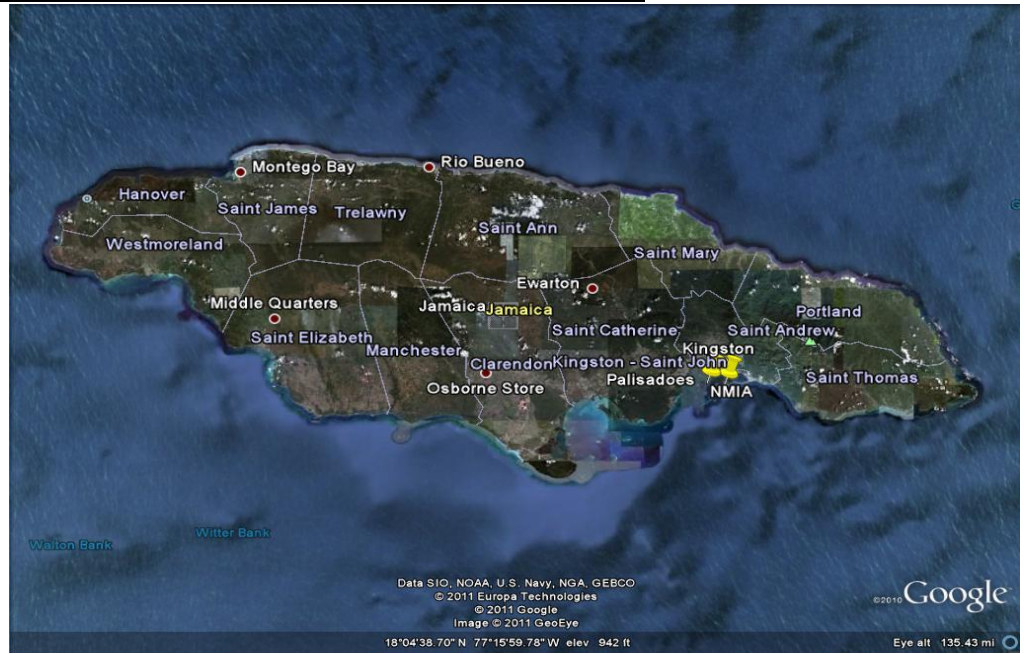 Montego Bay
Rio Bueno
Hanover
Saint James
Trelawny
Saint Ann
Westmoreland
Saint Mary
Ewarton
Middle Quarters
Jamaica
Jamaica
Portland
Saint Elizabeth
Saint Catherine
Saint Andrew
Manchester
Kingston
Clarendon
Kingston - Saint John
Osborne Store
Palisadoes
Saint Thomas
NMIA
Walton Bank
Witter Bank
Data SIO, NOAA, U.S. Navy, NGA, GEBCO
© 2011 Europa Technologies
© 2011 Google
Image © 2011 GeoEye
©2010 Google
18°04'38.70" N 77°15'59.78" W elev 942 ft
Eye alt 135.43 mi